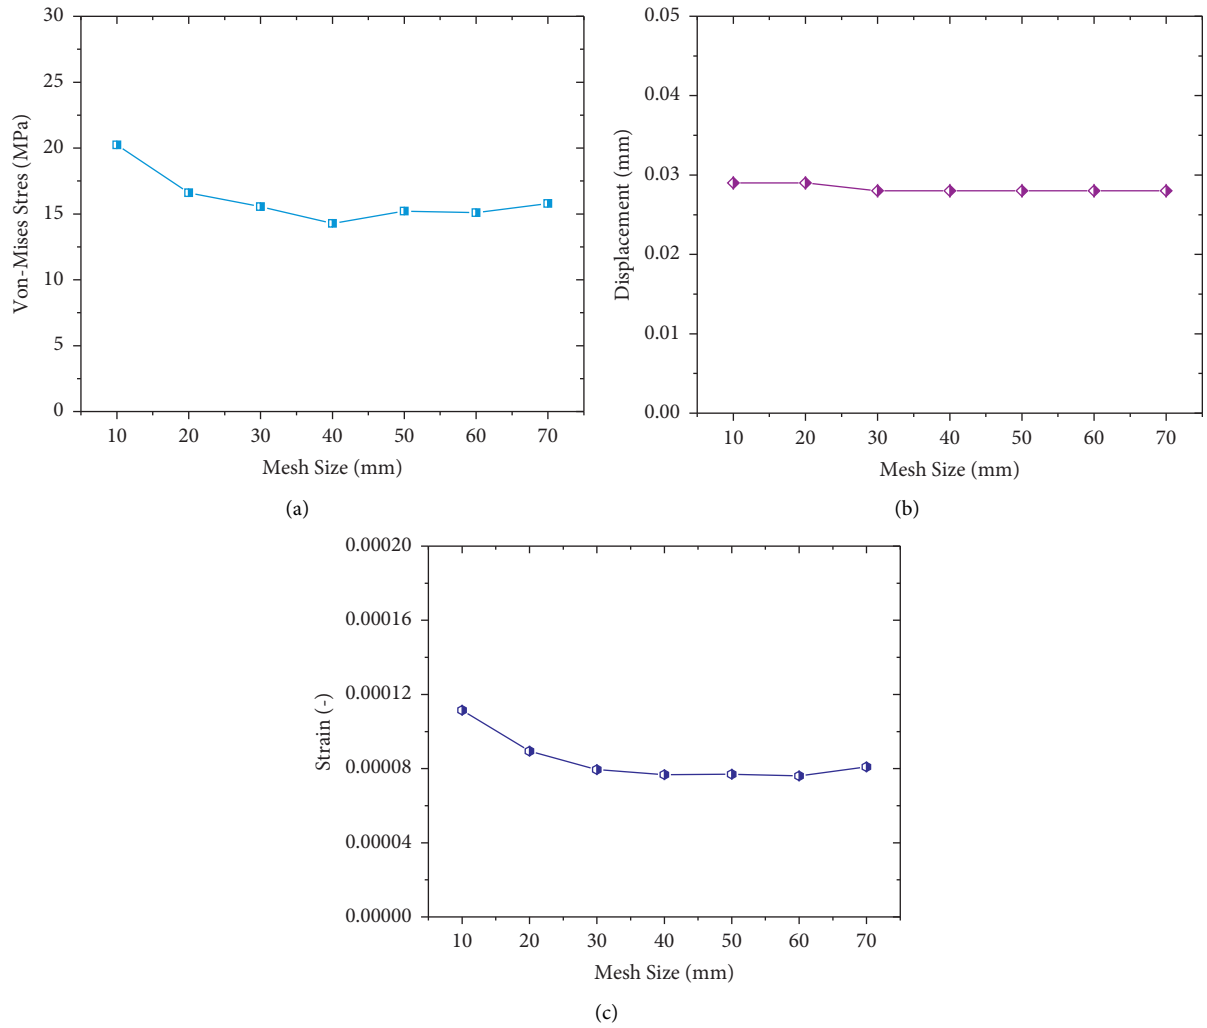 30
25
20
15
10
5
0
10 20 30 40 50 60 70
Von-Mises Stres (MPa)
Mesh Size (mm)
(a)
0.05
0.04
0.03
0.02
0.01
0.00
10 20 30 40 50 60 70
Displacement (mm)
Mesh Size (mm)
(b)
0.00020
0.00016
0.00012
0.00008
0.00004
0.00000
10 20 30 40 50 60 70
Strain (-)
Mesh Size (mm)
(c)